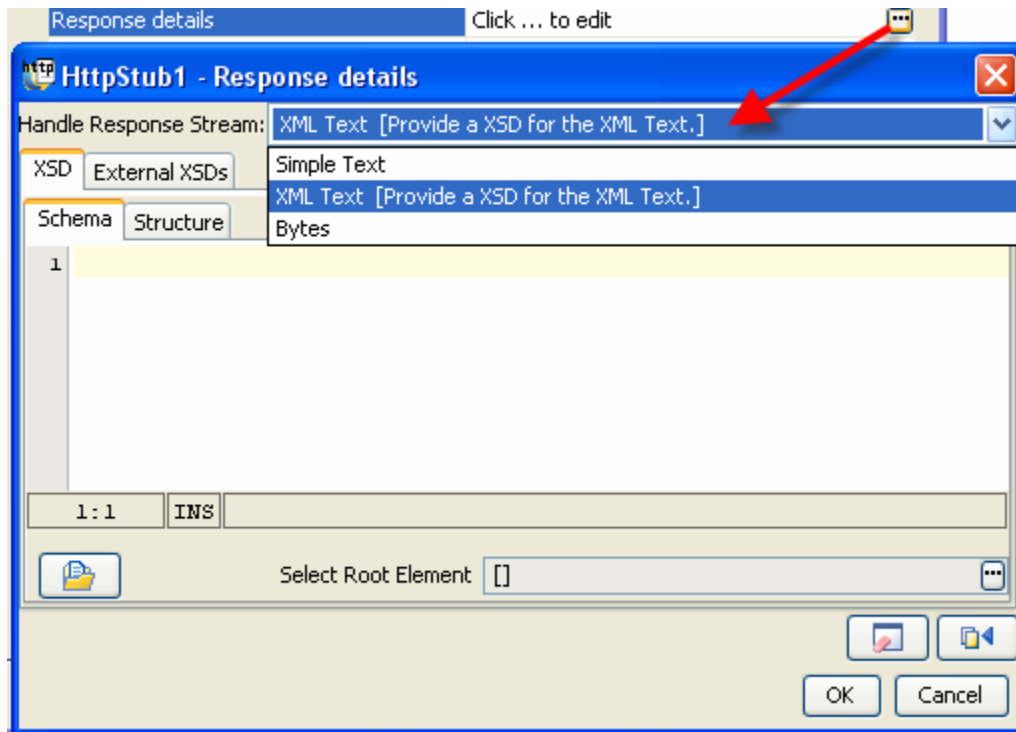 Response details Click ... to edit
http HttpStub1 - Response details
Handle Response Stream: XML Text [Provide a XSD for the XML Text.]
XSD External XSDs
Simple Text
XML Text [Provide a XSD for the XML Text.]
Schema Structure
Bytes
1
1:1 INS
Select Root Element []
OK Cancel